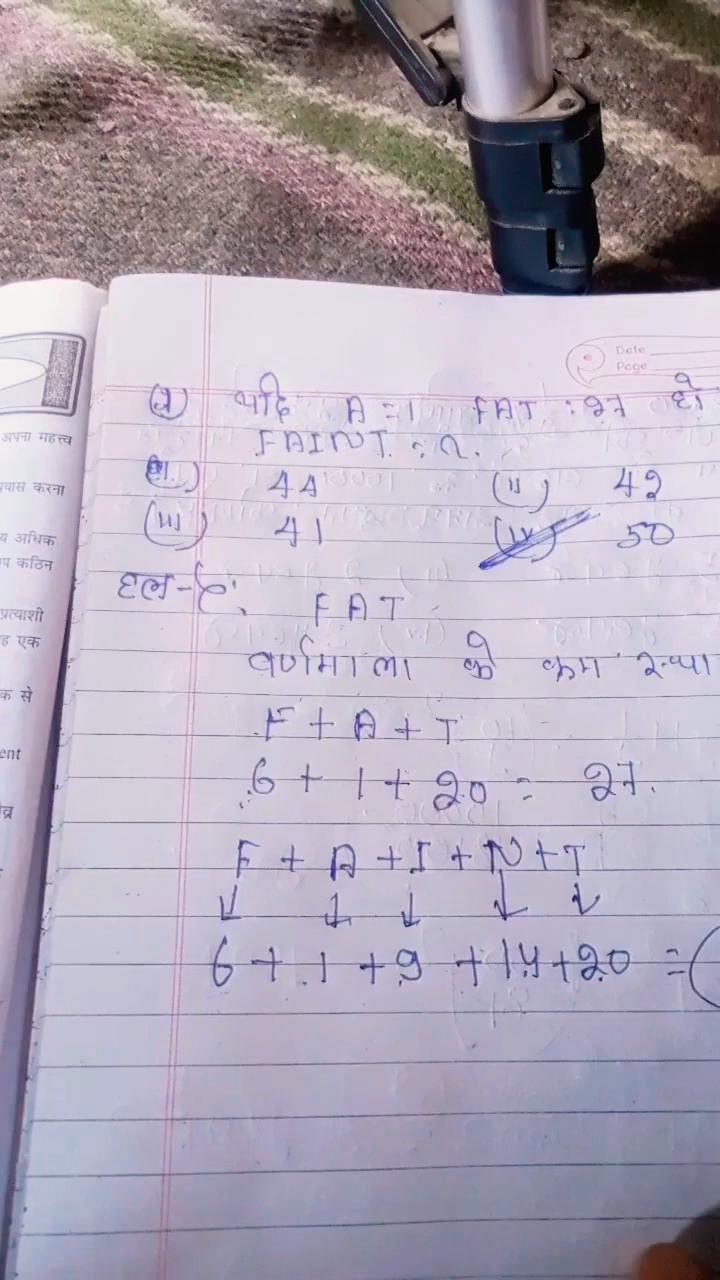 अपना महत्त्व
प्रयास करना
य अधिक
प कठिन
प्रत्याशी
ह एक
क से
ent
Date
Page
यदि A = 1 FAT = 27 हो
FAINT = ?
44 (II) 42
(III) 41 (IV) 50
हल-
FAT
वर्णमाला के क्रम स्था
F + A + T
6 + 1 + 20 = 27.
F + A + I + N + T
6 + 1 + 9 + 14 + 20 = (